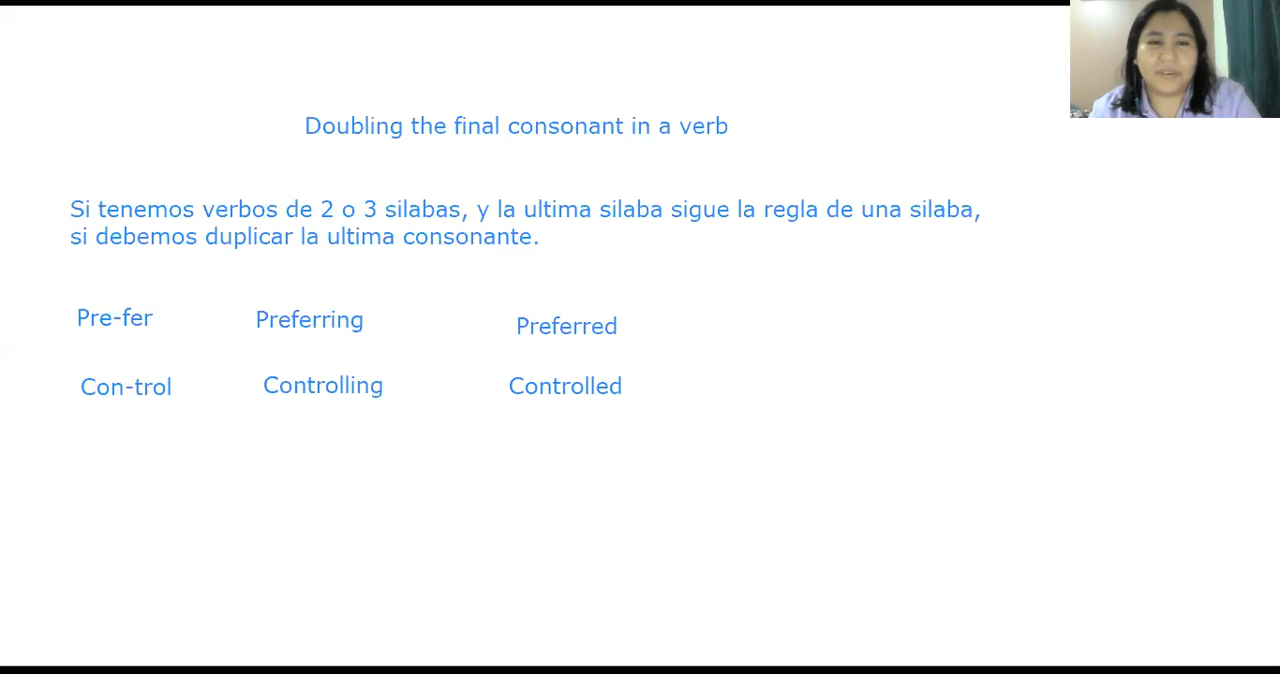 Doubling the final consonant in a verb
Si tenemos verbos de 2 o 3 silabas, y la ultima silaba sigue la regla de una silaba,
si debemos duplicar la ultima consonante.
Pre-fer Preferring Preferred
Con-trol Controlling Controlled